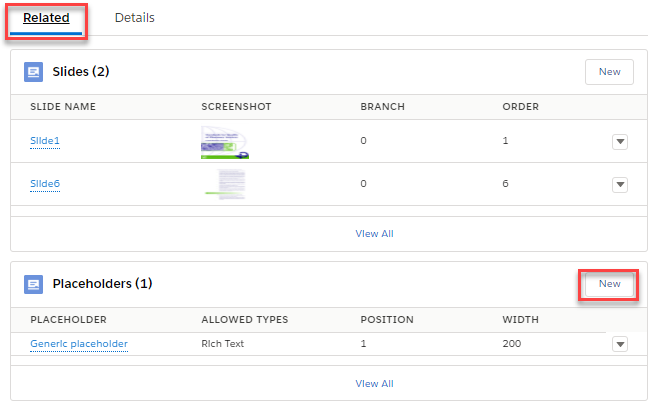 Related Details
Slides (2) New
SLIDE NAME SCREENSHOT BRANCH ORDER
Slide1 0 1
Slide6 0 6
View All
Placeholders (1) New
PLACEHOLDER ALLOWED TYPES POSITION WIDTH
Generic placeholder Rich Text 1 200
View All